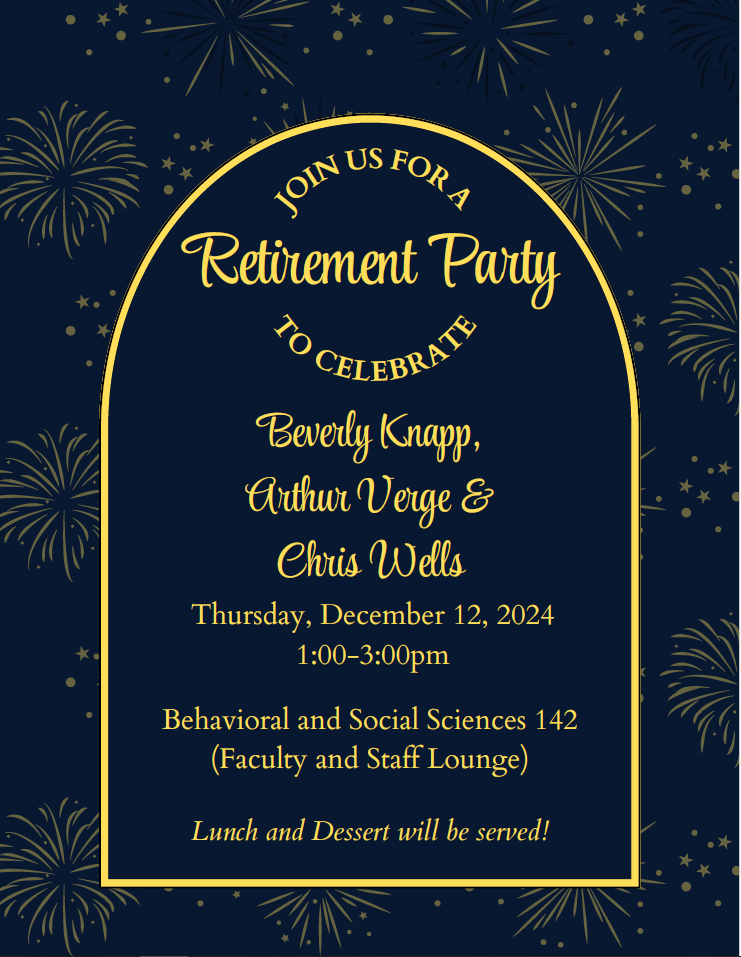 JOIN US FOR A
Retirement Party
TO CELEBRATE
Beverly Knapp,
Arthur Verge &
Chris Wells
Thursday, December 12, 2024
1:00-3:00pm
Behavioral and Social Sciences 142
(Faculty and Staff Lounge)
Lunch and Dessert will be served!